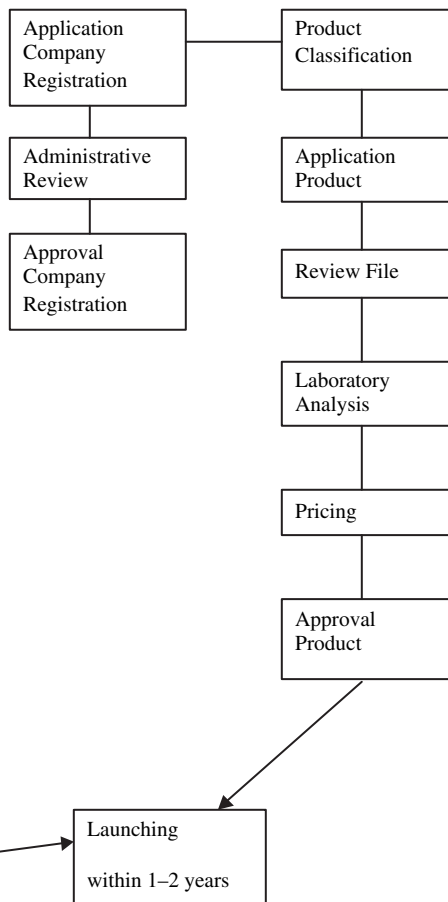 Application
Company
Registration
Administrative
Review
Approval
Company
Registration
Product
Classification
Application
Product
Review File
Laboratory
Analysis
Pricing
Approval
Product
Launching
within 1–2 years